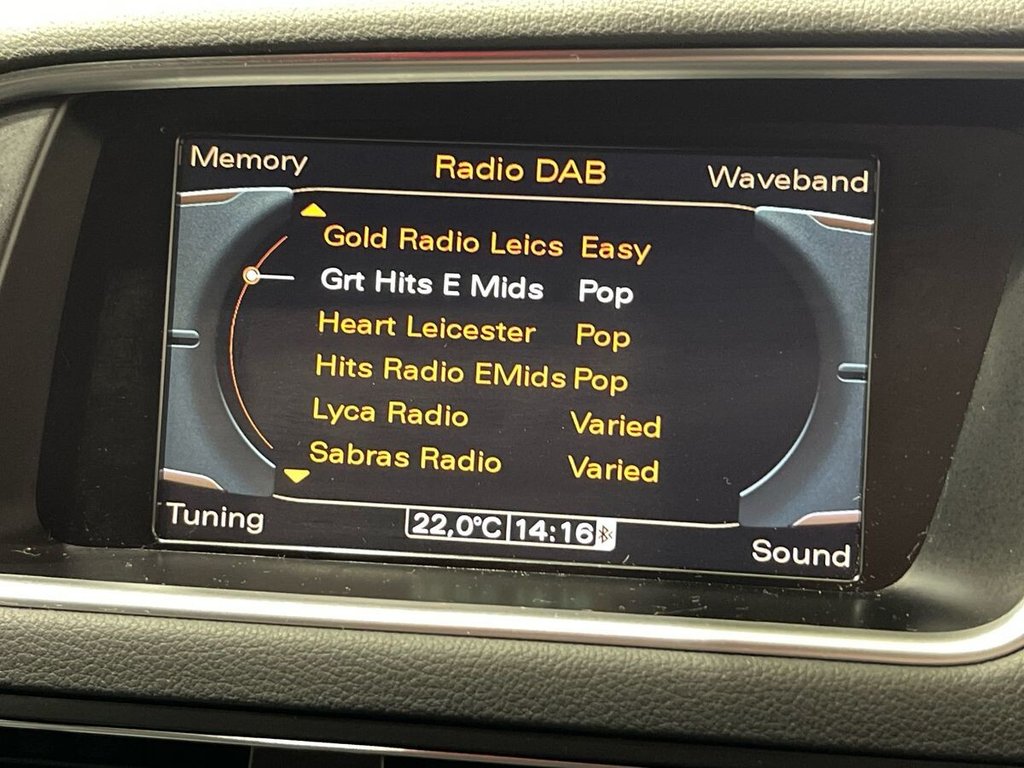 Memory Radio DAB Waveband
Gold Radio Leics Easy
Grt Hits E Mids Pop
Heart Leicester Pop
Hits Radio EMids Pop
Lyca Radio Varied
Sabras Radio Varied
Tuning 22,0°C 14:16 Sound